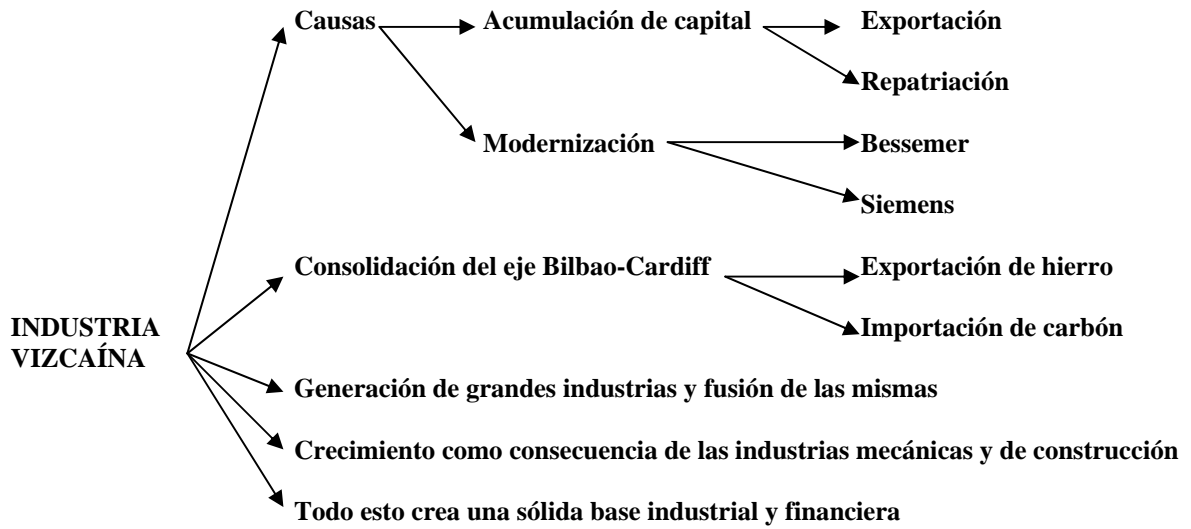 Causas
Acumulación de capital
Exportación
Repatriación
Modernización
Bessemer
Siemens
Consolidación del eje Bilbao-Cardiff
Exportación de hierro
Importación de carbón
INDUSTRIA
VIZCAÍNA
Generación de grandes industrias y fusión de las mismas
Crecimiento como consecuencia de las industrias mecánicas y de construcción
Todo esto crea una sólida base industrial y financiera